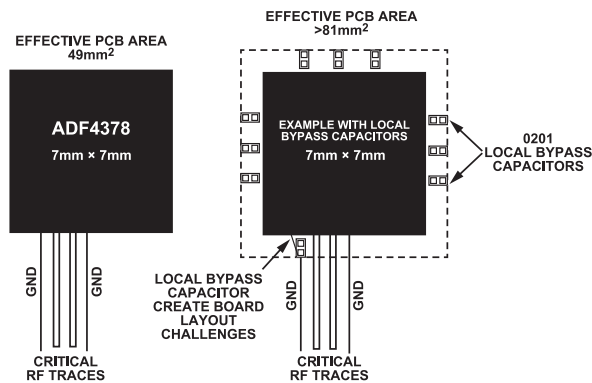 EFFECTIVE PCB AREA
49mm²
ADF4378
7mm × 7mm
GND
GND
CRITICAL
RF TRACES
EFFECTIVE PCB AREA
>81mm²
EXAMPLE WITH LOCAL
BYPASS CAPACITORS
7mm × 7mm
0201
LOCAL BYPASS
CAPACITORS
LOCAL BYPASS
CAPACITOR
CREATE BOARD
LAYOUT
CHALLENGES
GND
GND
CRITICAL
RF TRACES